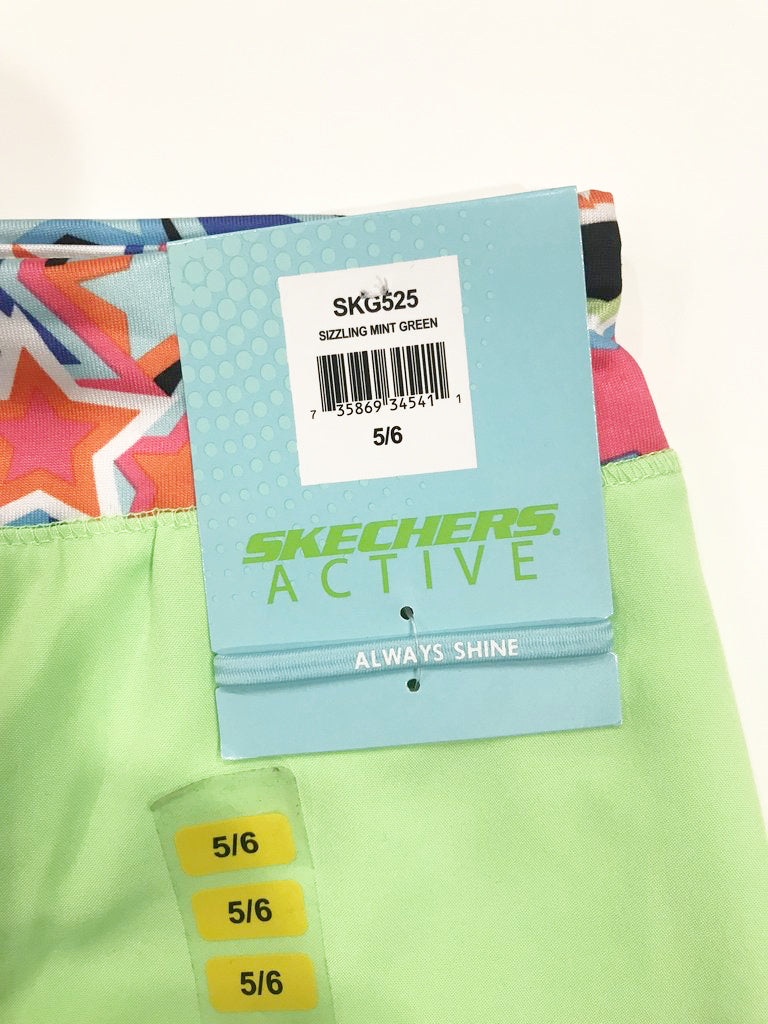 SKG525
SIZZLING MINT GREEN
7 35869 34541 1
5/6
SKECHERS.
ACTIVE
ALWAYS SHINE
5/6
5/6
5/6